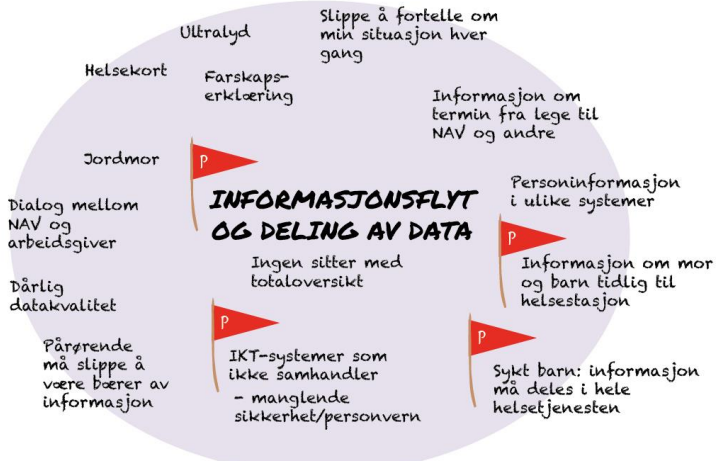 Ultralyd
Slippe å fortelle om
min situasjon hver
gang
Helsekort
Farskaps-
erklæring
Informasjon om
termin fra lege til
NAV og andre
Jordmor
P
INFORMASJONSFLYT
OG DELING AV DATA
Personinformasjon
i ulike systemer
Dialog mellom
NAV og
arbeidsgiver
P
Ingen sitter med
totaloversikt
Informasjon om mor
og barn tidlig til
helsestasjon
Dårlig
datakvalitet
P
IKT-systemer som
ikke samhandler
- manglende
sikkerhet/personvern
P
Sykt barn: informasjon
må deles i hele
helsetjenesten
Pårørende
må slippe å
være bærer av
informasjon